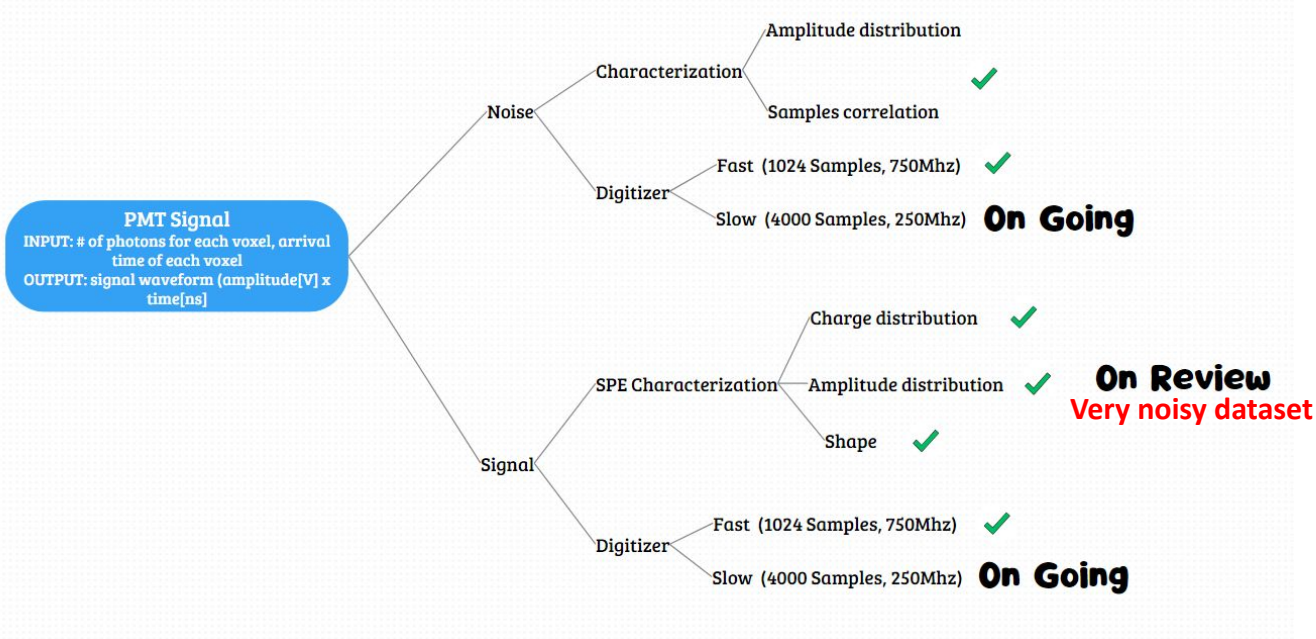 Amplitude distribution
Characterization
Samples correlation
Noise
Fast (1024 Samples, 750Mhz)
Digitizer
Slow (4000 Samples, 250Mhz) On Going
PMT Signal
INPUT: # of photons for each voxel, arrival
time of each voxel
OUTPUT: signal waveform (amplitude[V] x
time[ns]
Charge distribution
SPE Characterization
Amplitude distribution
On Review
Very noisy dataset
Shape
Signal
Fast (1024 Samples, 750Mhz)
Digitizer
Slow (4000 Samples, 250Mhz) On Going